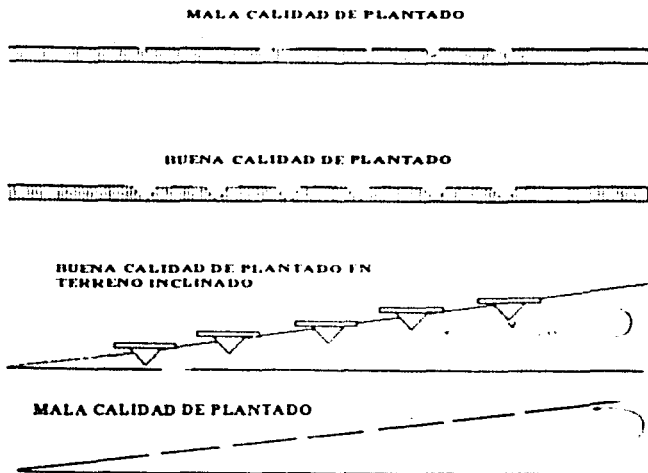 MALA CALIDAD DE PLANTADO
BUENA CALIDAD DE PLANTADO
BUENA CALIDAD DE PLANTADO EN
TERRENO INCLINADO
MALA CALIDAD DE PLANTADO